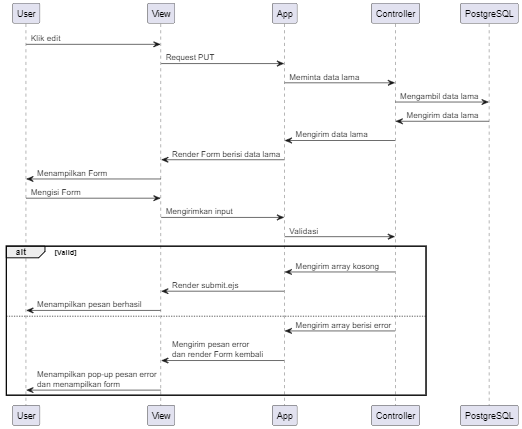 User View App Controller PostgreSQL
Klik edit
Request PUT
Meminta data lama
Mengambil data lama
Mengirim data lama
Mengirim data lama
Render Form berisi data lama
Menampilkan Form
Mengisi Form
Mengirimkan input
Validasi
alt [Valid]
Mengirim array kosong
Render submit.ejs
Menampilkan pesan berhasil
Mengirim array berisi error
Mengirim pesan error
dan render Form kembali
Menampilkan pop-up pesan error
dan menampilkan form
User View App Controller PostgreSQL